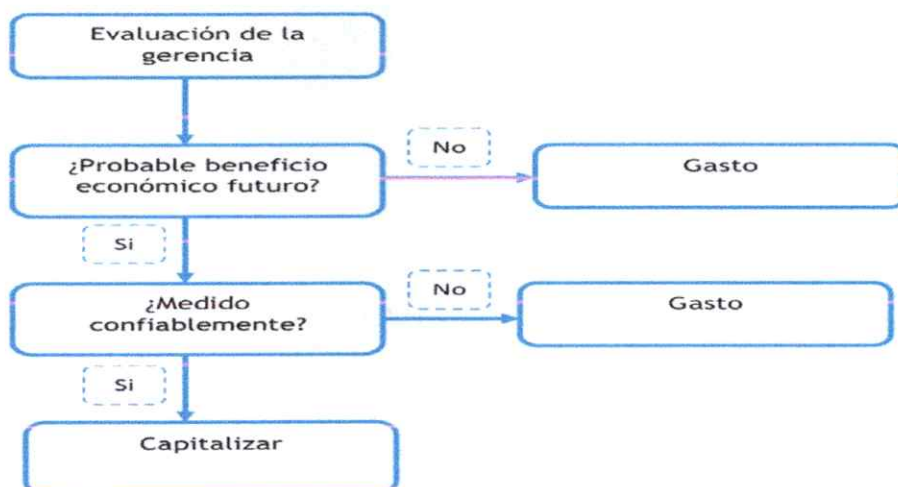 Evaluación de la
gerencia
¿Probable beneficio
económico futuro?
No
Gasto
Si
¿Medido
confiablemente?
No
Gasto
Si
Capitalizar